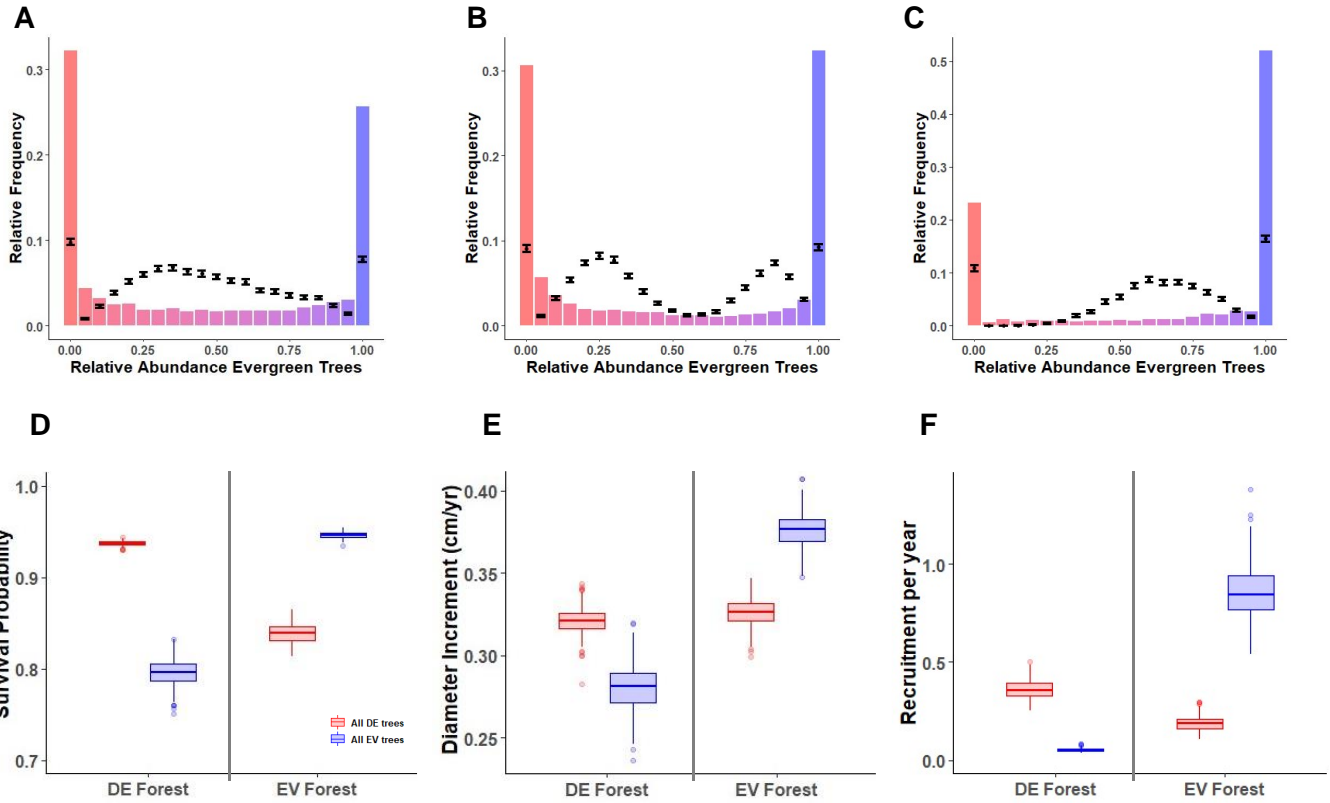 A
B
C
Relative Frequency
0.3
0.2
0.1
0.0
0.00 0.25 0.50 0.75 1.00
Relative Abundance Evergreen Trees
Relative Frequency
0.3
0.2
0.1
0.0
0.00 0.25 0.50 0.75 1.00
Relative Abundance Evergreen Trees
Relative Frequency
0.5
0.4
0.3
0.2
0.1
0.0
0.00 0.25 0.50 0.75 1.00
Relative Abundance Evergreen Trees
D
E
F
Survival Probability
1.0
0.9
0.8
0.7
All DE trees
All EV trees
DE Forest EV Forest
Diameter Increment (cm/yr)
0.40
0.35
0.30
0.25
DE Forest EV Forest
Recruitment per year
1.0
0.5
0.0
DE Forest EV Forest